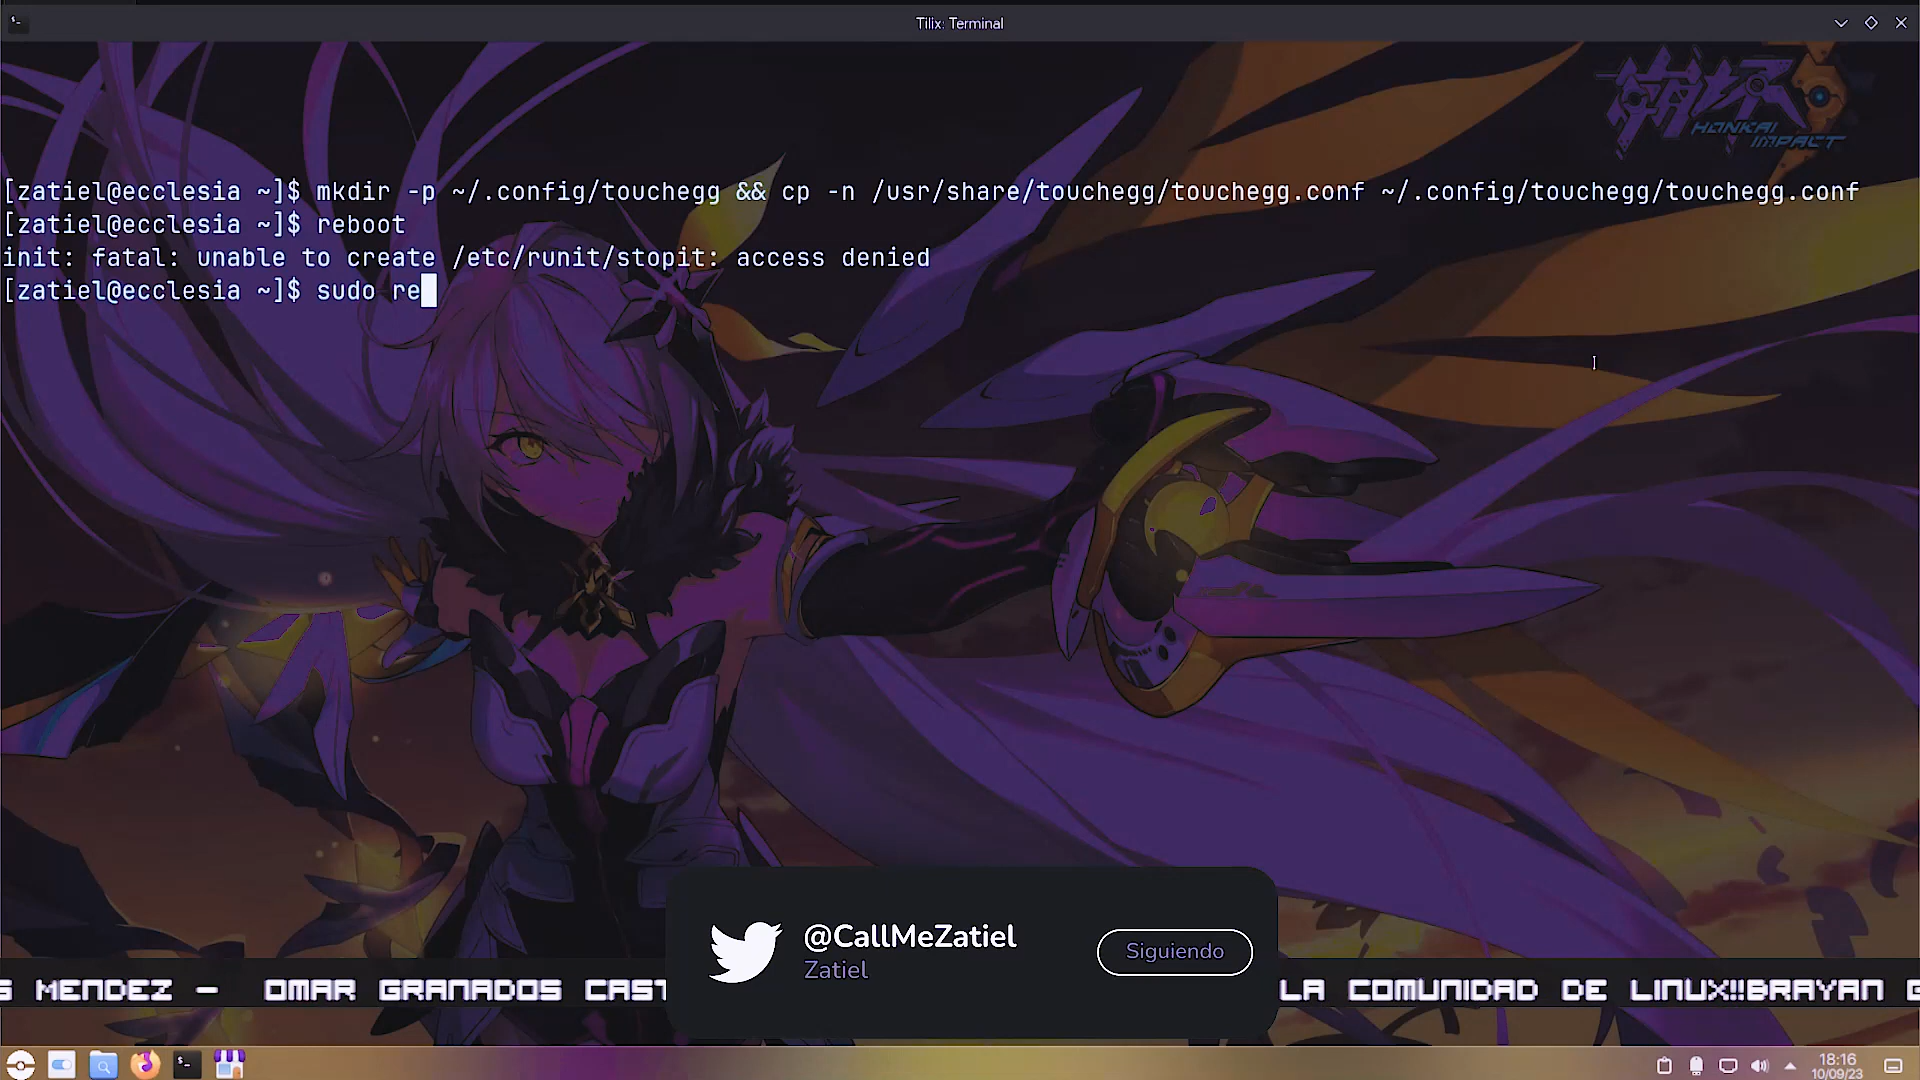 Tilix: Terminal
崩坏
HONKAI
IMPACT
[zatiel@ecclesia ~]$ mkdir -p ~/.config/touchegg && cp -n /usr/share/touchegg/touchegg.conf ~/.config/touchegg/touchegg.conf
[zatiel@ecclesia ~]$ reboot
init: fatal: unable to create /etc/runit/stopit: access denied
[zatiel@ecclesia ~]$ sudo re
@CallMeZatiel
Zatiel
Siguiendo
S MENDEZ - OMAR GRANADOS CAST
LA COMUNIDAD DE LINUX!!BRAYAN G
18:16
10/09/23